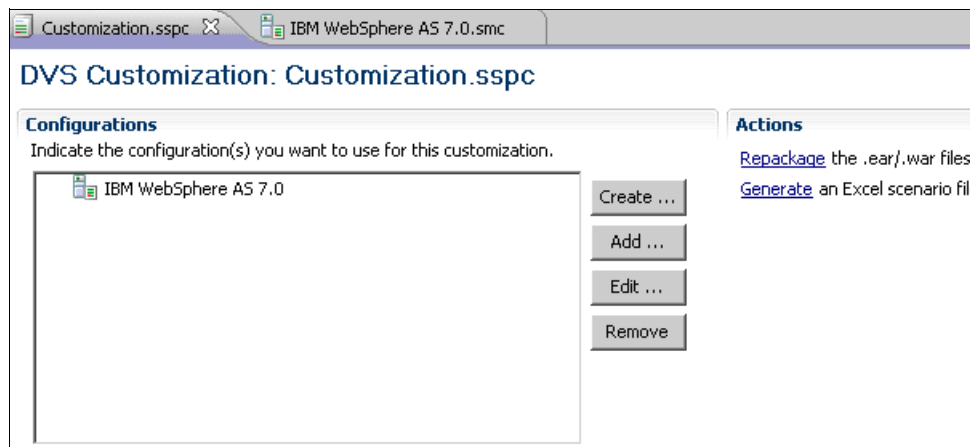 Customization.sspc
IBM WebSphere AS 7.0.smc
DVS Customization: Customization.sspc
Configurations
Indicate the configuration(s) you want to use for this customization.
IBM WebSphere AS 7.0
Create ...
Add ...
Edit ...
Remove
Actions
Repackage the .ear/.war files
Generate an Excel scenario fil